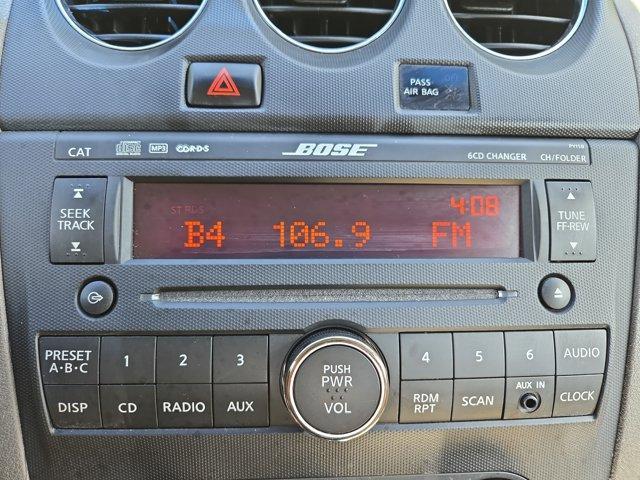 PASS
AIR BAG
CAT
MP3
BOSE
PY110
6CD CHANGER
CH/FOLDER
SEEK
TRACK
ST RDS
4:08
B4 106.9 FM
TUNE
FF-REW
PRESET
A·B·C
1
2
3
PUSH
PWR
VOL
4
5
6
AUDIO
DISP
CD
RADIO
AUX
RDM
RPT
SCAN
AUX IN
CLOCK